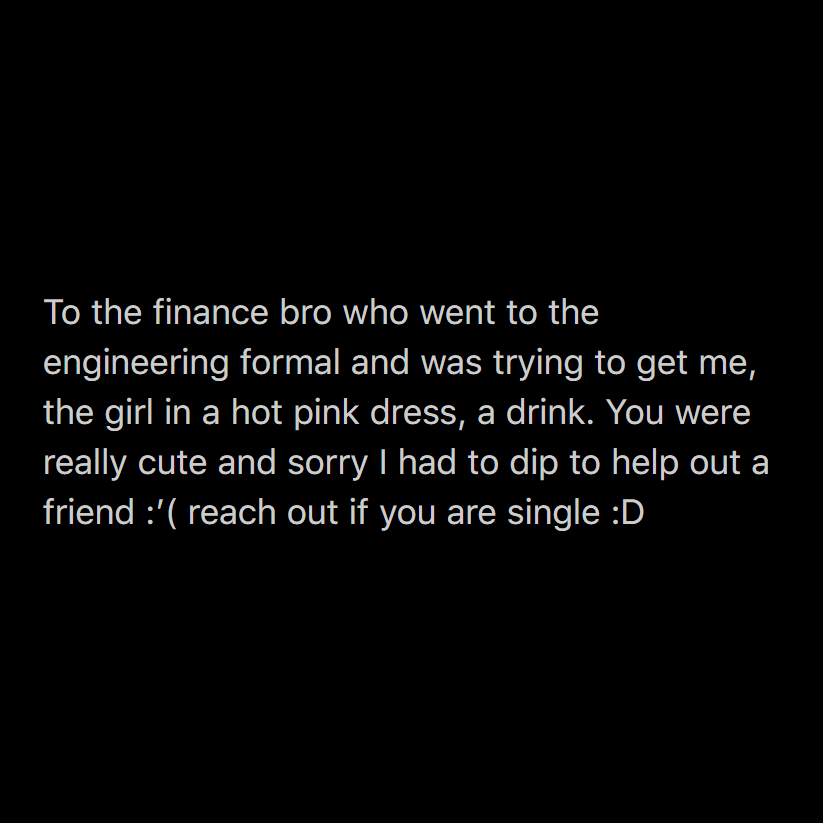 To the finance bro who went to the
engineering formal and was trying to get me,
the girl in a hot pink dress, a drink. You were
really cute and sorry I had to dip to help out a
friend :’( reach out if you are single :D